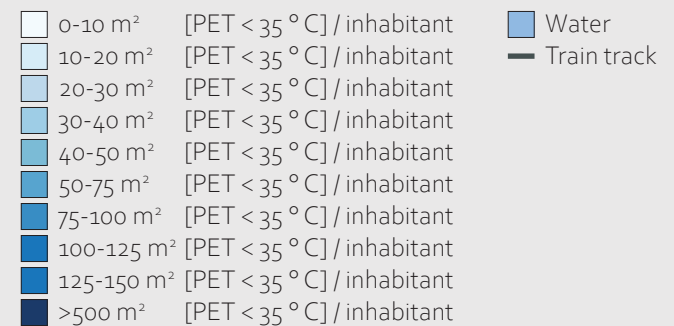 0-10 m² [PET < 35 ° C] / inhabitant
10-20 m² [PET < 35 ° C] / inhabitant
20-30 m² [PET < 35 ° C] / inhabitant
30-40 m² [PET < 35 ° C] / inhabitant
40-50 m² [PET < 35 ° C] / inhabitant
50-75 m² [PET < 35 ° C] / inhabitant
75-100 m² [PET < 35 ° C] / inhabitant
100-125 m² [PET < 35 ° C] / inhabitant
125-150 m² [PET < 35 ° C] / inhabitant
>500 m² [PET < 35 ° C] / inhabitant
Water
Train track